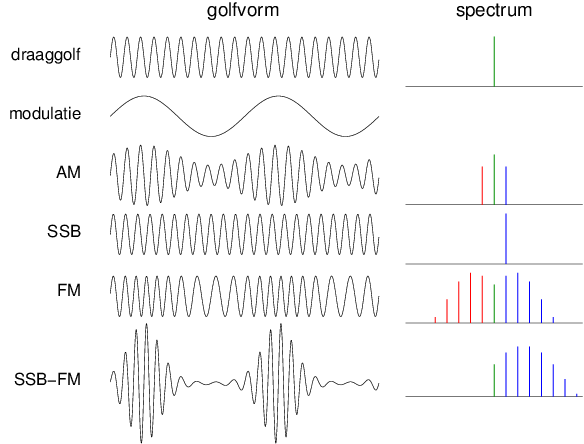 golfvorm spectrum
draaggolf
modulatie
AM
SSB
FM
SSB−FM